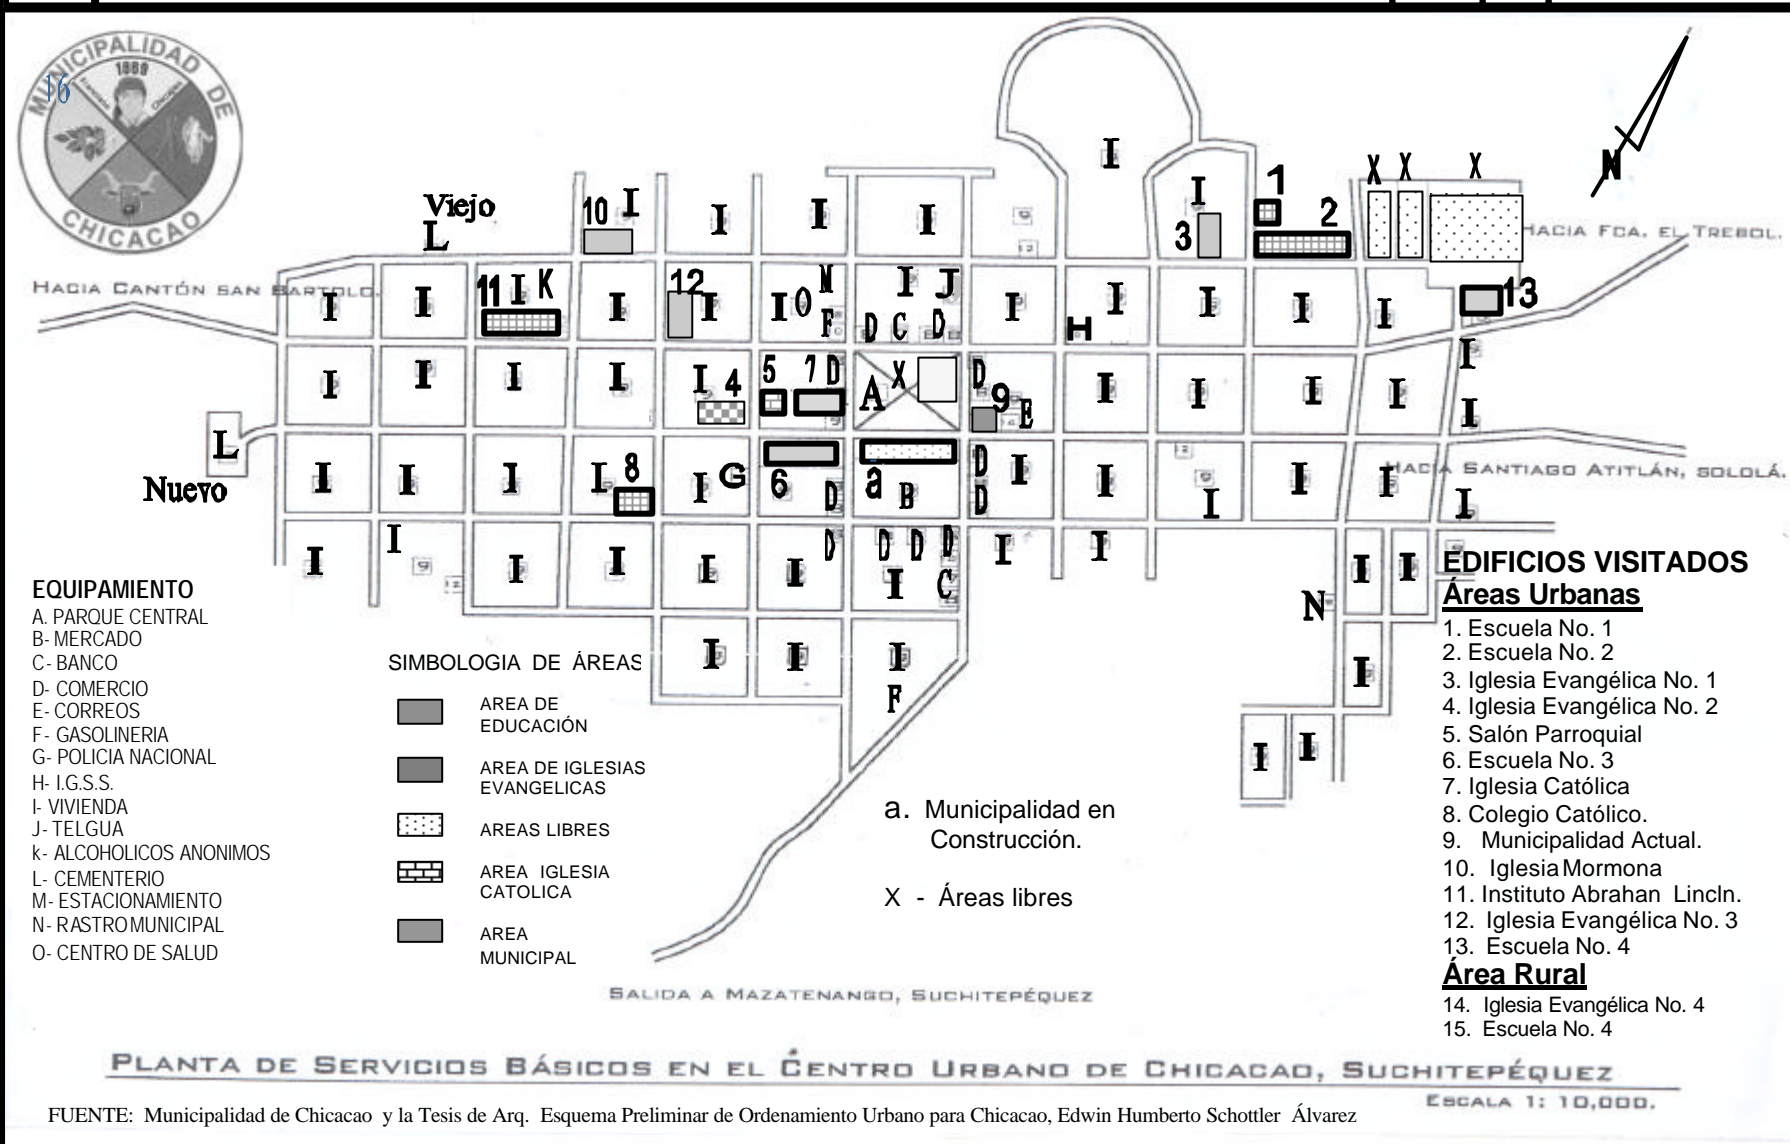 MUNICIPALIDAD DE
CHICACAO
1889
16
Viejo
L
Nuevo
L
N
HACIA CANTÓN SAN BARTOLO.
HACIA FCA. EL TREBOL.
HACIA SANTIAGO ATITLÁN, SOLOLÁ.
10 I I I I I I 3 1 2 X X X
I I 11 I K I 12 I I O N F I J D C D I H I I I I 13
I I I I I 4 5 7 D A X D 9 E I I I I I I
I I I L 8 I G 6 D a B D D I I I I I L
I I I I I I D D D D I C I I N I I
I I I F I
I I
EQUIPAMIENTO
A. PARQUE CENTRAL
B- MERCADO
C- BANCO
D- COMERCIO
E- CORREOS
F- GASOLINERIA
G- POLICIA NACIONAL
H- I.G.S.S.
I- VIVIENDA
J- TELGUA
k- ALCOHOLICOS ANONIMOS
L- CEMENTERIO
M- ESTACIONAMIENTO
N- RASTRO MUNICIPAL
O- CENTRO DE SALUD
SIMBOLOGIA DE ÁREAS
AREA DE
EDUCACIÓN
AREA DE IGLESIAS
EVANGELICAS
AREAS LIBRES
AREA IGLESIA
CATOLICA
AREA
MUNICIPAL
a. Municipalidad en
Construcción.
X - Áreas libres
EDIFICIOS VISITADOS
Áreas Urbanas
1. Escuela No. 1
2. Escuela No. 2
3. Iglesia Evangélica No. 1
4. Iglesia Evangélica No. 2
5. Salón Parroquial
6. Escuela No. 3
7. Iglesia Católica
8. Colegio Católico.
9. Municipalidad Actual.
10. Iglesia Mormona
11. Instituto Abrahan Lincln.
12. Iglesia Evangélica No. 3
13. Escuela No. 4
Área Rural
14. Iglesia Evangélica No. 4
15. Escuela No. 4
SALIDA A MAZATENANGO, SUCHITEPÉQUEZ
PLANTA DE SERVICIOS BÁSICOS EN EL CENTRO URBANO DE CHICACAO, SUCHITEPÉQUEZ
ESCALA 1: 10,000.
FUENTE: Municipalidad de Chicacao y la Tesis de Arq. Esquema Preliminar de Ordenamiento Urbano para Chicacao, Edwin Humberto Schottler Álvarez